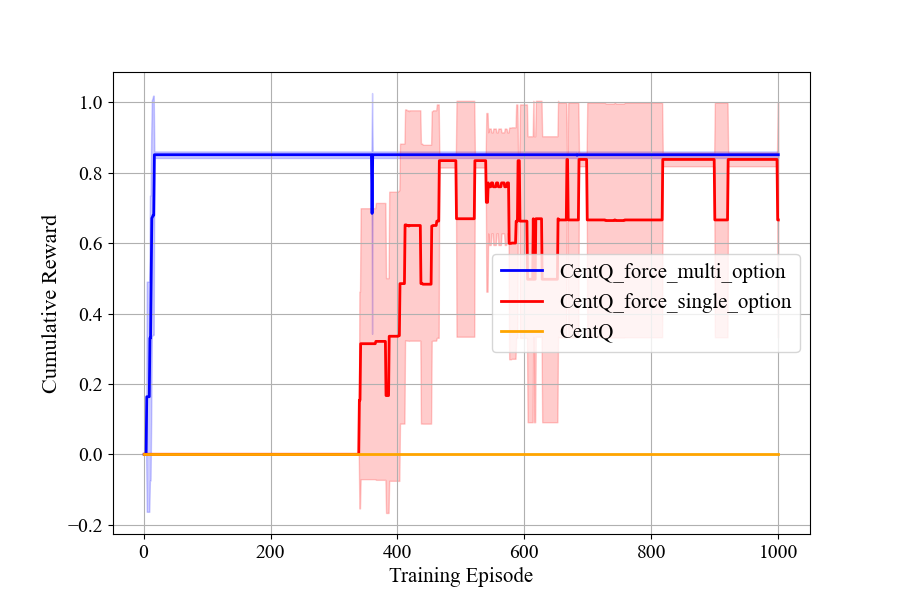 1.0
0.8
0.6
0.4
0.2
0.0
−0.2
Cumulative Reward
CentQ_force_multi_option
CentQ_force_single_option
CentQ
0 200 400 600 800 1000
Training Episode